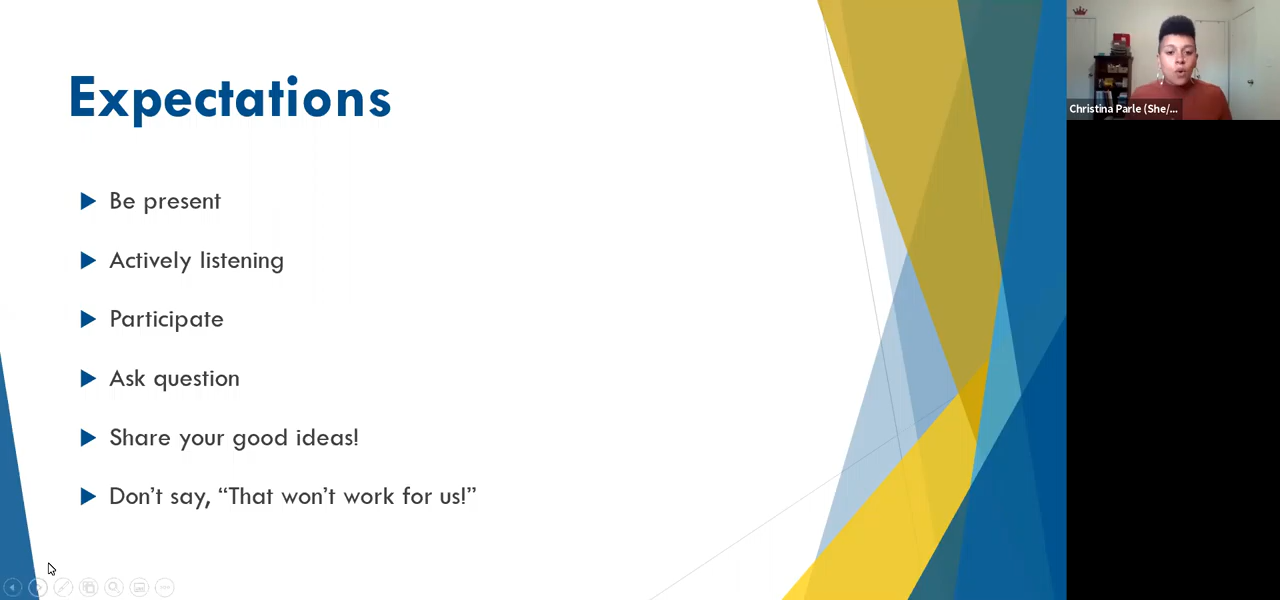 Expectations
Be present
Actively listening
Participate
Ask question
Share your good ideas!
Don't say, “That won't work for us!”
Christina Parle (She/...